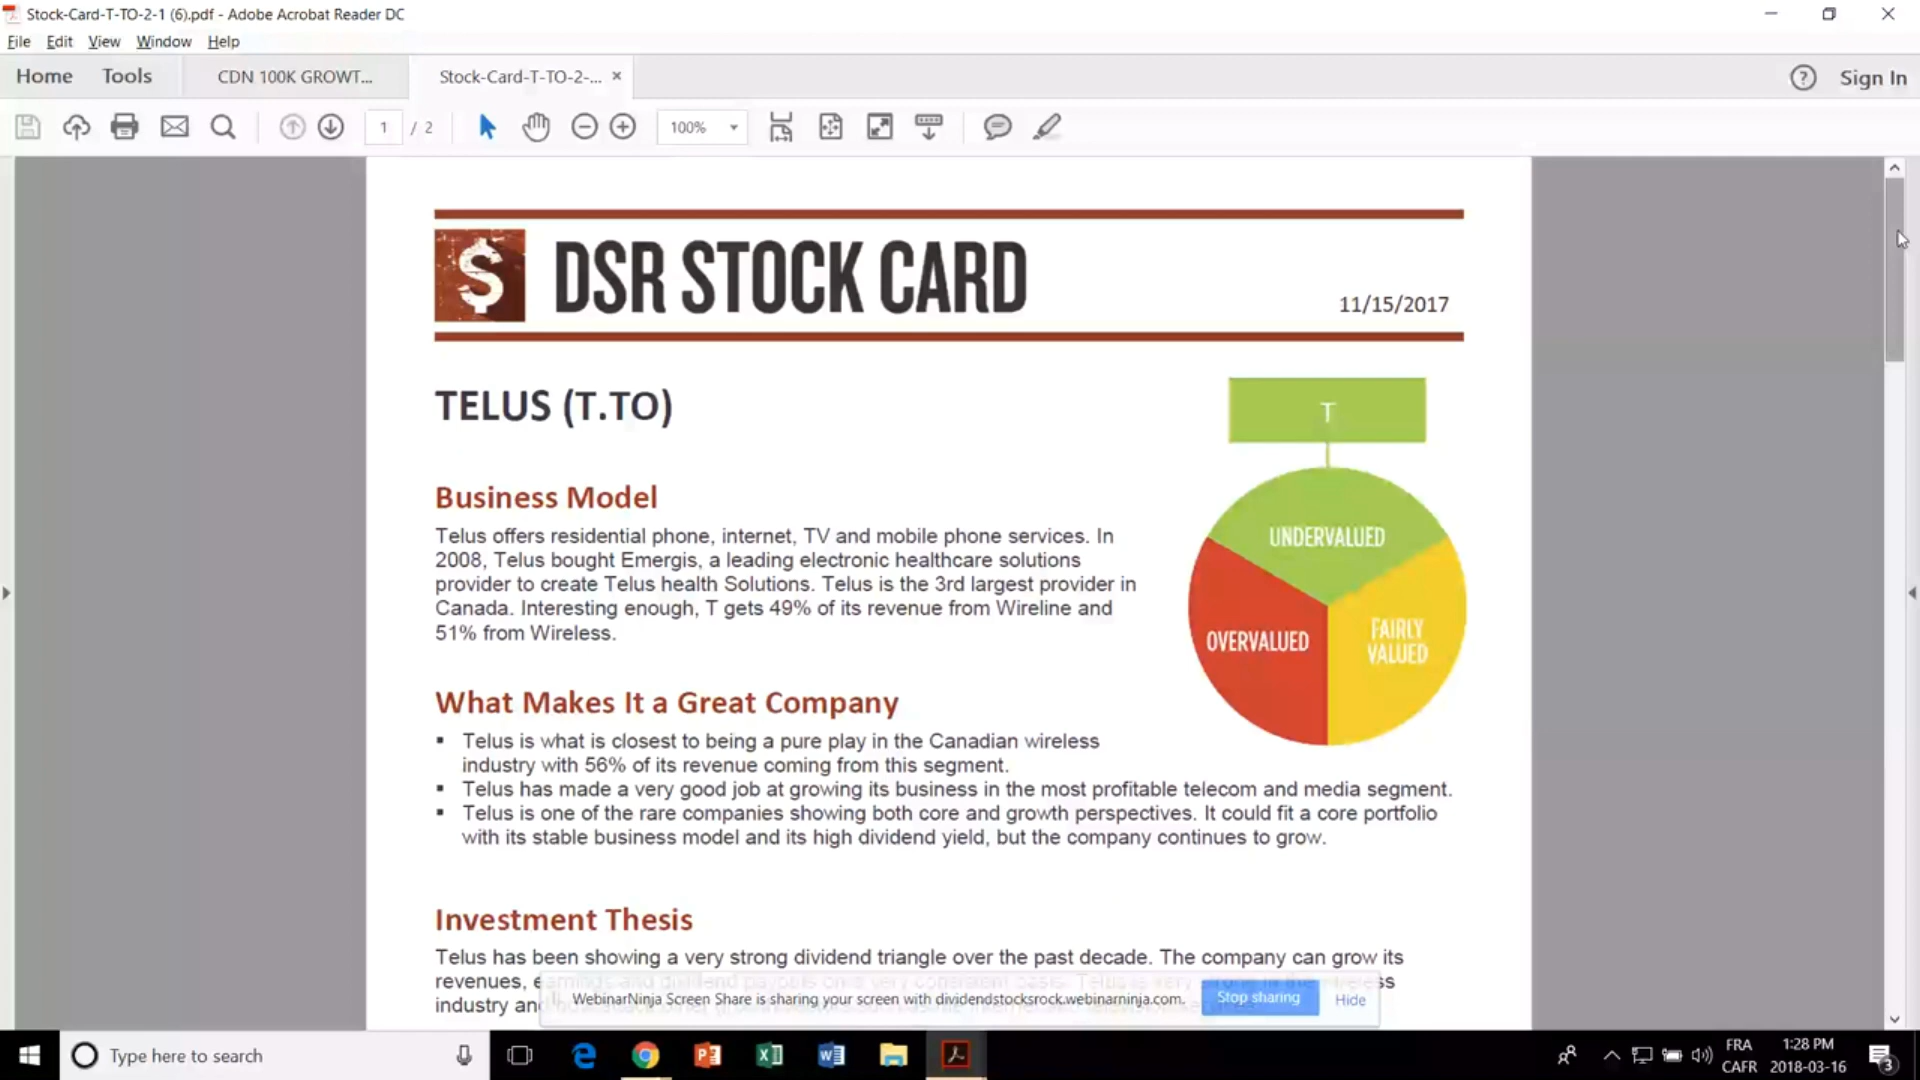 Stock-Card-T-TO-2-1 (6).pdf - Adobe Acrobat Reader DC
File Edit View Window Help
Home Tools CDN 100K GROWT... Stock-Card-T-TO-2-... × ? Sign In
1 / 2 100%
$ DSR STOCK CARD
11/15/2017
TELUS (T.TO)
T
Business Model
Telus offers residential phone, internet, TV and mobile phone services. In
2008, Telus bought Emergis, a leading electronic healthcare solutions
provider to create Telus health Solutions. Telus is the 3rd largest provider in
Canada. Interesting enough, T gets 49% of its revenue from Wireline and
51% from Wireless.
UNDERVALUED
OVERVALUED
FAIRLY
VALUED
What Makes It a Great Company
▪ Telus is what is closest to being a pure play in the Canadian wireless
industry with 56% of its revenue coming from this segment.
▪ Telus has made a very good job at growing its business in the most profitable telecom and media segment.
▪ Telus is one of the rare companies showing both core and growth perspectives. It could fit a core portfolio
with its stable business model and its high dividend yield, but the company continues to grow.
Investment Thesis
Telus has been showing a very strong dividend triangle over the past decade. The company can grow its
revenues,
industry
WebinarNinja Screen Share is sharing your screen with dividendstocksrock.webinarninja.com. Stop sharing Hide
Type here to search
FRA
CAFR
1:28 PM
2018-03-16
3